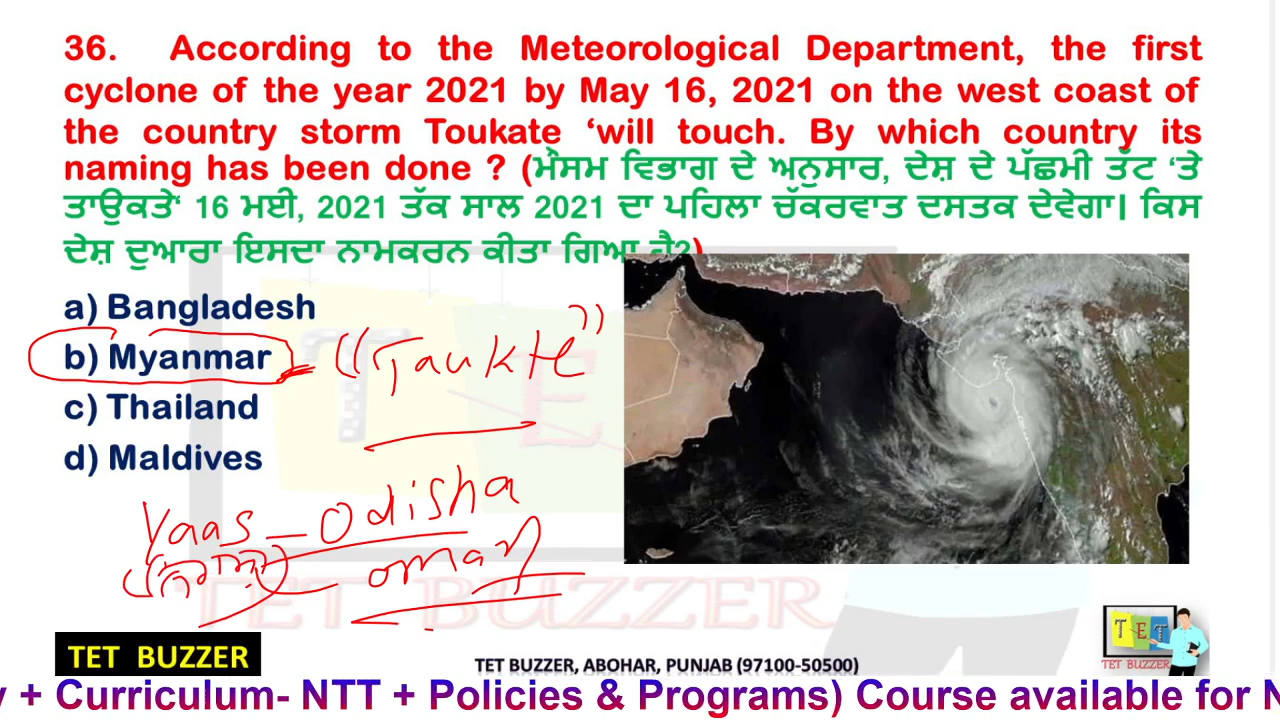 36. According to the Meteorological Department, the first
cyclone of the year 2021 by May 16, 2021 on the west coast of
the country storm Toukate ‘will touch. By which country its
naming has been done ? (ਮੌਸਮ ਵਿਭਾਗ ਦੇ ਅਨੁਸਾਰ, ਦੇਸ਼ ਦੇ ਪੱਛਮੀ ਤੱਟ ‘ਤੇ
ਤਾਉਕਤੇ‘ 16 ਮਈ, 2021 ਤੱਕ ਸਾਲ 2021 ਦਾ ਪਹਿਲਾ ਚੱਕਰਵਾਤ ਦਸਤਕ ਦੇਵੇਗਾ। ਕਿਸ
ਦੇਸ਼ ਦੁਆਰਾ ਇਸਦਾ ਨਾਮਕਰਨ ਕੀਤਾ ਗਿਆ ਹੈ?)
a) Bangladesh
b) Myanmar
"Taukte"
c) Thailand
d) Maldives
Yaas - Odisha
- oman
TET BUZZER
TET BUZZER
TET
TET BUZZER
TET BUZZER, ABOHAR, PUNJAB (97100-50500)
y + Curriculum- NTT + Policies & Programs) Course available for N